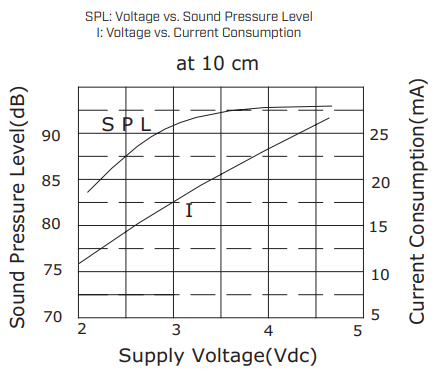 SPL: Voltage vs. Sound Pressure Level
I: Voltage vs. Current Consumption
at 10 cm
Sound Pressure Level(dB)
90
85
80
75
70
S P L
I
25
20
15
10
5
Current Consumption(mA)
2 3 4 5
Supply Voltage(Vdc)